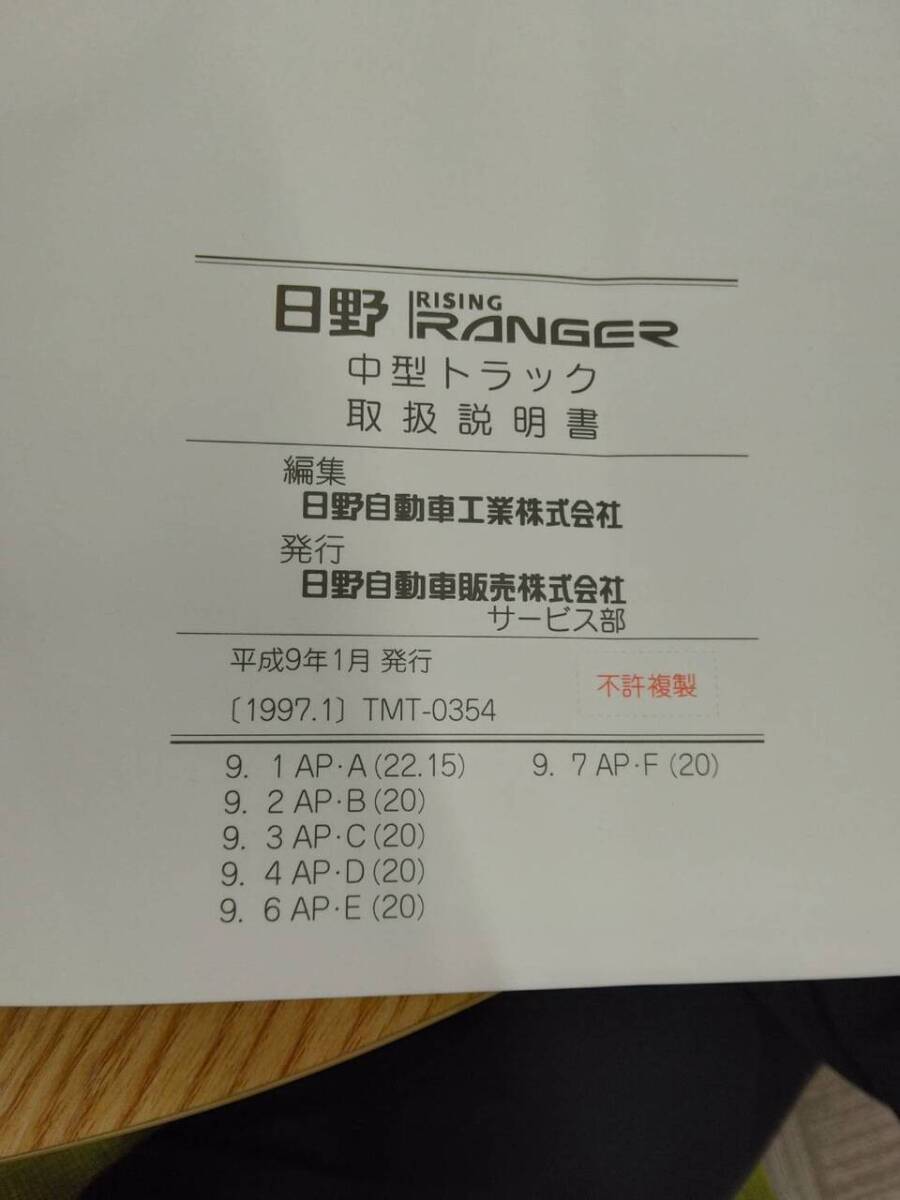 日野 RISING RANGER
中型トラック
取扱説明書
編集
日野自動車工業株式会社
発行
日野自動車販売株式会社
サービス部
平成9年1月 発行
不許複製
〔1997.1〕 TMT-0354
9. 1 AP・A (22.15) 9. 7 AP・F (20)
9. 2 AP・B (20)
9. 3 AP・C (20)
9. 4 AP・D (20)
9. 6 AP・E (20)